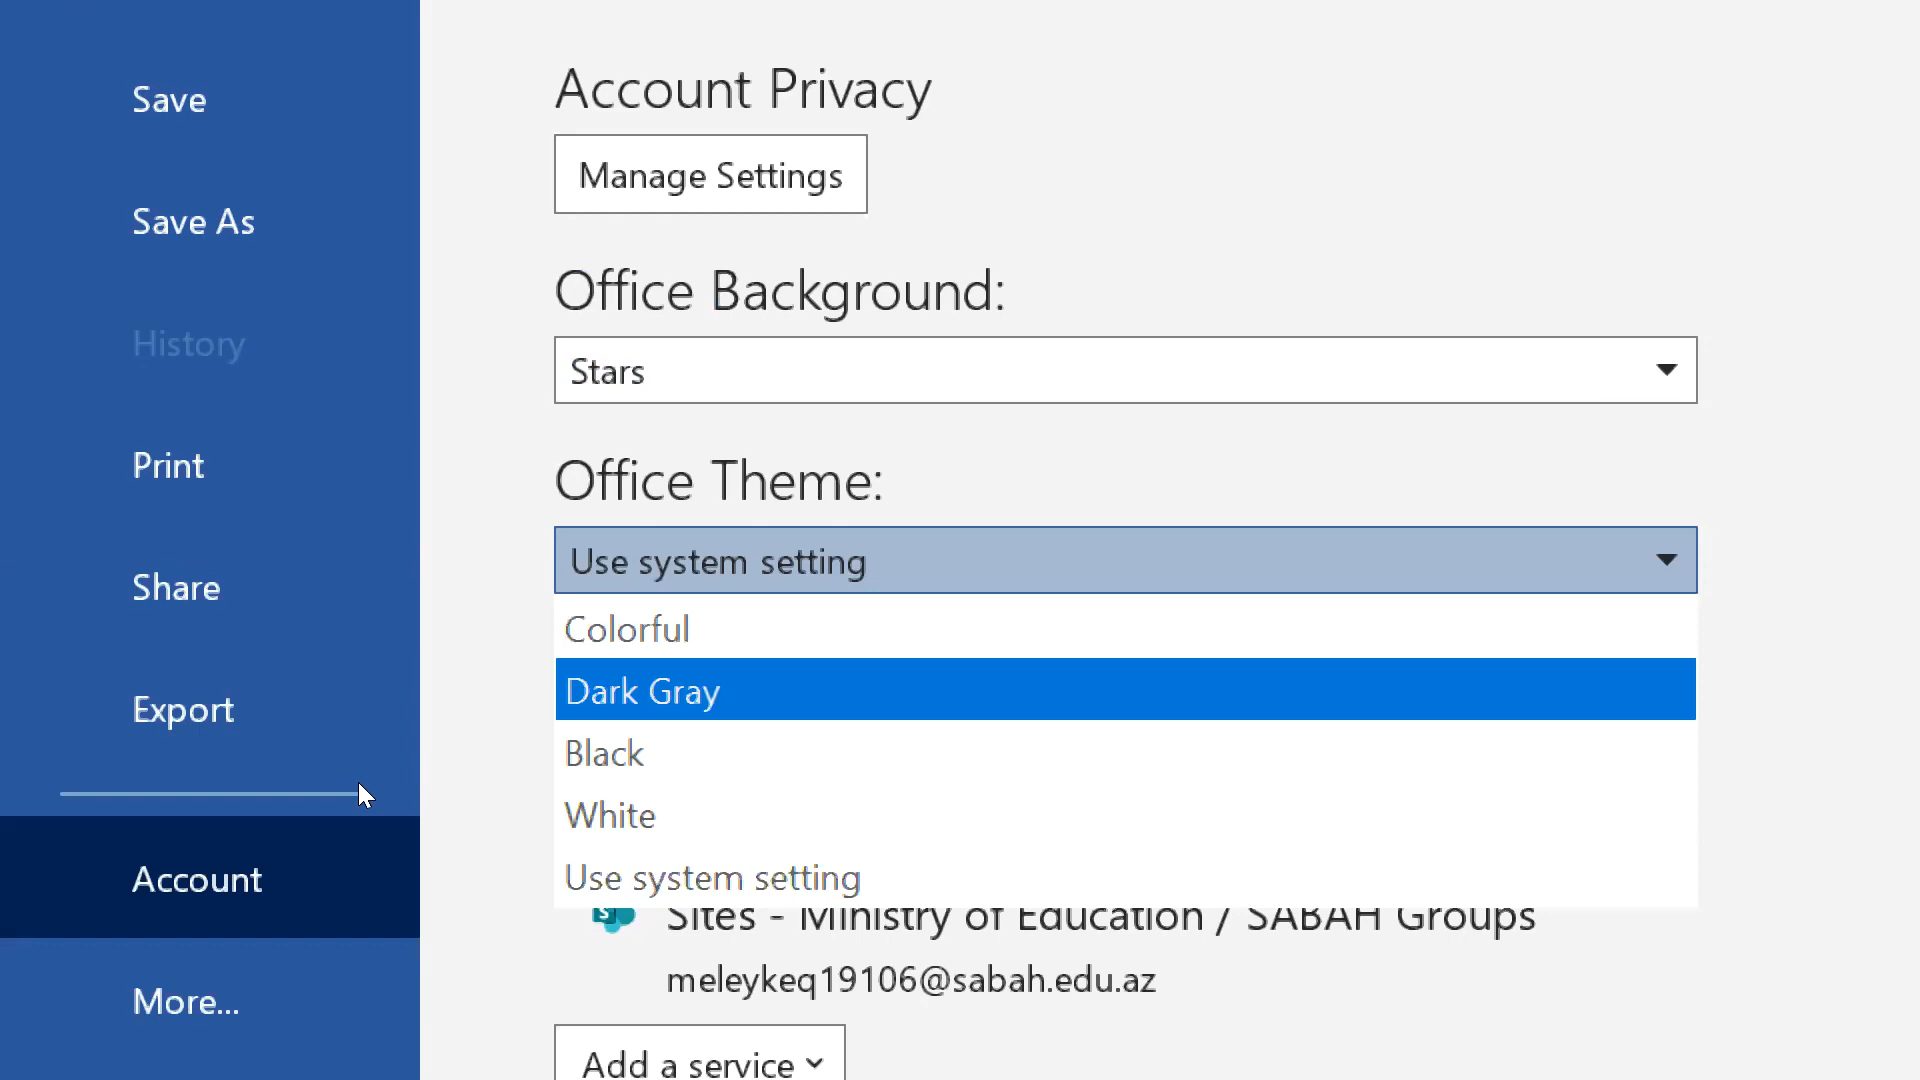 Save
Save As
History
Print
Share
Export
Account
More...
Account Privacy
Manage Settings
Office Background:
Stars
Office Theme:
Use system setting
Colorful
Dark Gray
Black
White
Use system setting
Sites - Ministry of Education / SABAH Groups
meleykeq19106@sabah.edu.az
Add a service